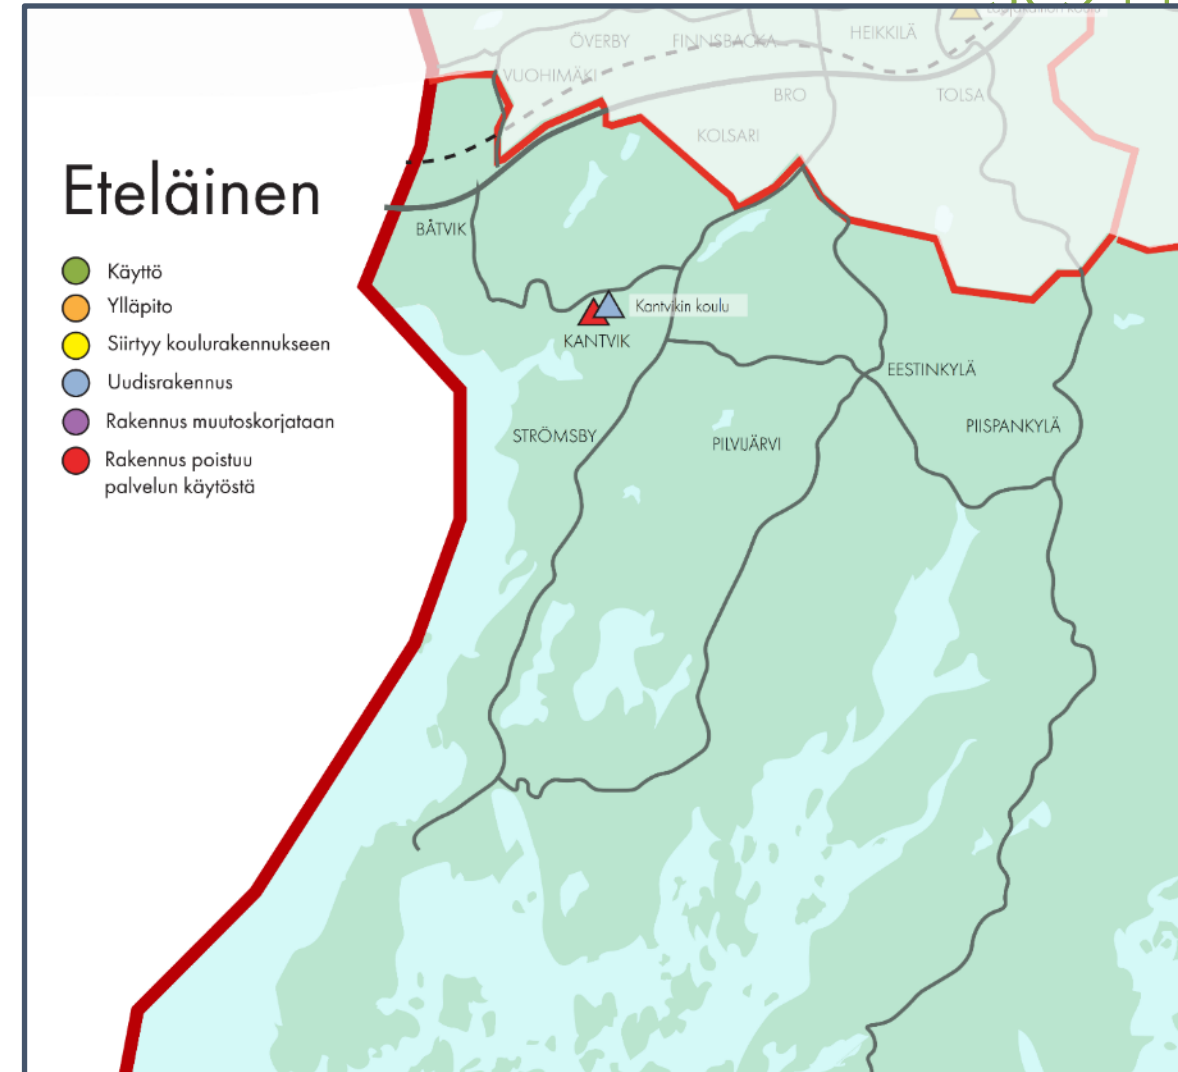 ÖVERBY
FINNSBACKA
HEIKKILÄ
VUOHIMÄKI
BRO
TOLSA
KOLSARI
Eteläinen
BÅTVIK
Käyttö
Ylläpito
Siirtyy koulurakennukseen
Uudisrakennus
Rakennus muutoskorjataan
Rakennus poistuu
palvelun käytöstä
Kantvikin koulu
KANTVIK
EESTINKYLÄ
STRÖMSBY
PILVIJÄRVI
PIISPANKYLÄ